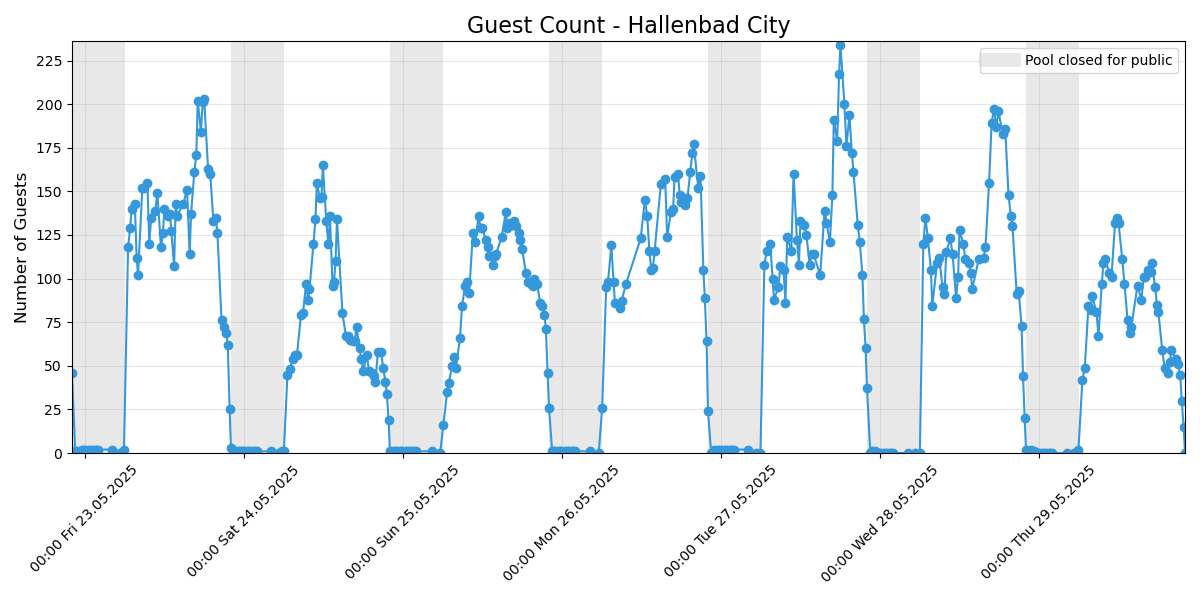 Guest Count - Hallenbad City
Pool closed for public
Number of Guests
225
200
175
150
125
100
75
50
25
0
00:00 Fri 23.05.2025
00:00 Sat 24.05.2025
00:00 Sun 25.05.2025
00:00 Mon 26.05.2025
00:00 Tue 27.05.2025
00:00 Wed 28.05.2025
00:00 Thu 29.05.2025